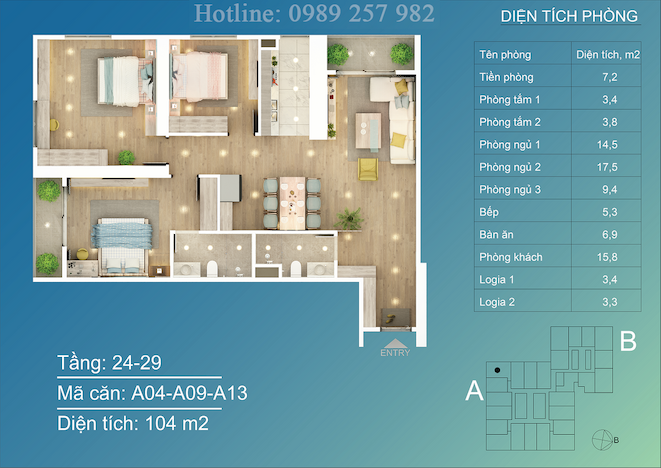 Hotline: 0989 257 982
DIỆN TÍCH PHÒNG
Tên phòng Diện tích, m2
Tiền phòng 7,2
Phòng tắm 1 3,4
Phòng tắm 2 3,8
Phòng ngủ 1 14,5
Phòng ngủ 2 17,5
Phòng ngủ 3 9,4
Bếp 5,3
Bàn ăn 6,9
Phòng khách 15,8
Logia 1 3,4
Logia 2 3,3
ENTRY
Tầng: 24-29
Mã căn: A04-A09-A13
Diện tích: 104 m2
A
B
B